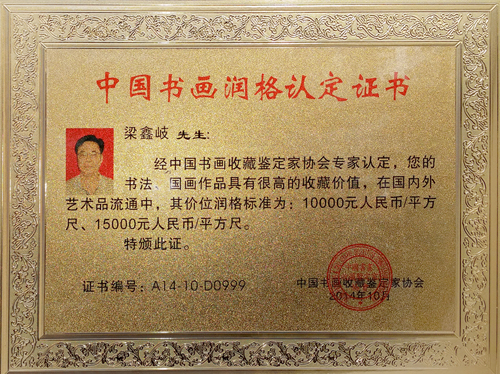 中国书画润格认定证书
梁鑫岐 先生:
经中国书画收藏鉴定家协会专家认定，您的
书法、国画作品具有很高的收藏价值，在国内外
艺术品流通中，其价位润格标准为：10000元人民币/平方
尺、15000元人民币/平方尺。
特颁此证。
证书编号：A14-10-D0999
中国书画收藏鉴定家协会
2014年10月